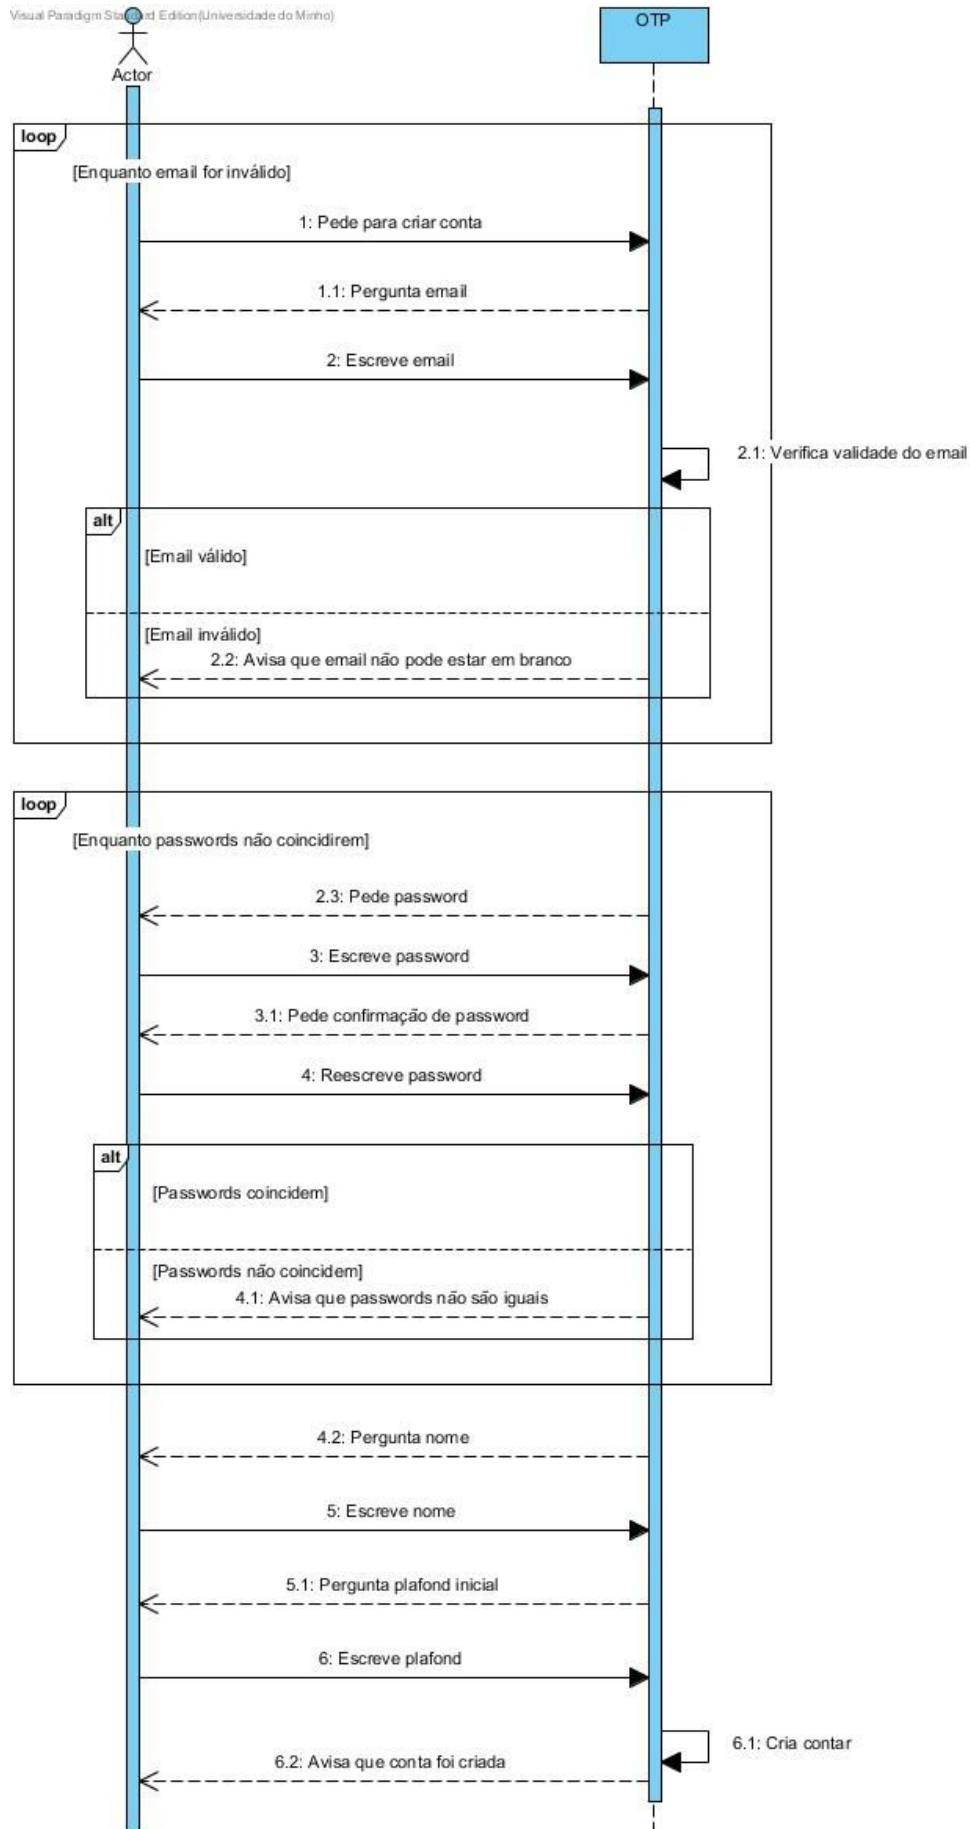 Visual Paradigm Standard Edition(Universidade do Minho)
OTP
Actor
loop
[Enquanto email for inválido]
1: Pede para criar conta
1.1: Pergunta email
2: Escreve email
2.1: Verifica validade do email
alt
[Email válido]
[Email inválido]
2.2: Avisa que email não pode estar em branco
loop
[Enquanto passwords não coincidirem]
2.3: Pede password
3: Escreve password
3.1: Pede confirmação de password
4: Reescreve password
alt
[Passwords coincidem]
[Passwords não coincidem]
4.1: Avisa que passwords não são iguais
4.2: Pergunta nome
5: Escreve nome
5.1: Pergunta plafond inicial
6: Escreve plafond
6.1: Cria contar
6.2: Avisa que conta foi criada